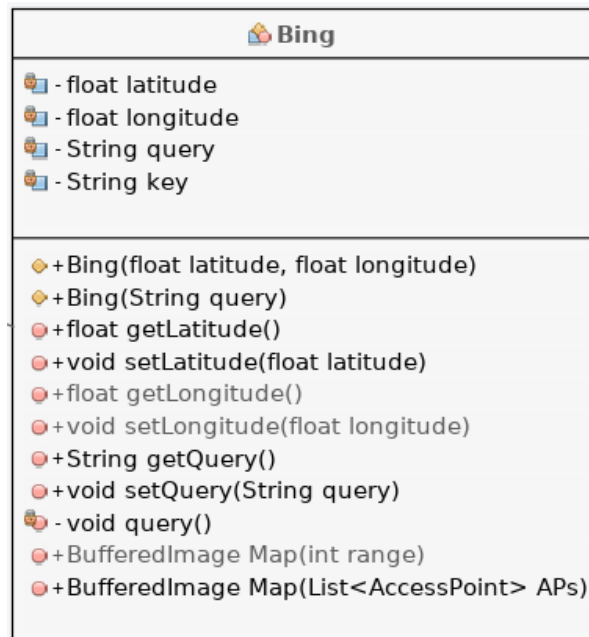 Bing
- float latitude
- float longitude
- String query
- String key
+Bing(float latitude, float longitude)
+Bing(String query)
+float getLatitude()
+void setLatitude(float latitude)
+float getLongitude()
+void setLongitude(float longitude)
+String getQuery()
+void setQuery(String query)
- void query()
+BufferedImage Map(int range)
+BufferedImage Map(List<AccessPoint> APs)